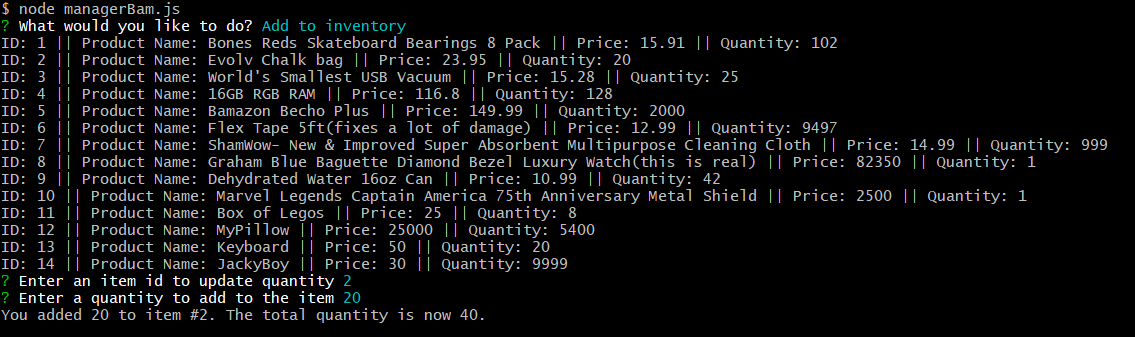 $ node managerBam.js
? What would you like to do? Add to inventory
ID: 1 || Product Name: Bones Reds Skateboard Bearings 8 Pack || Price: 15.91 || Quantity: 102
ID: 2 || Product Name: Evolv Chalk bag || Price: 23.95 || Quantity: 20
ID: 3 || Product Name: World's Smallest USB Vacuum || Price: 15.28 || Quantity: 25
ID: 4 || Product Name: 16GB RGB RAM || Price: 116.8 || Quantity: 128
ID: 5 || Product Name: Bamazon Becho Plus || Price: 149.99 || Quantity: 2000
ID: 6 || Product Name: Flex Tape 5ft(fixes a lot of damage) || Price: 12.99 || Quantity: 9497
ID: 7 || Product Name: ShamWow- New & Improved Super Absorbent Multipurpose Cleaning Cloth || Price: 14.99 || Quantity: 999
ID: 8 || Product Name: Graham Blue Baguette Diamond Bezel Luxury Watch(this is real) || Price: 82350 || Quantity: 1
ID: 9 || Product Name: Dehydrated Water 16oz Can || Price: 10.99 || Quantity: 42
ID: 10 || Product Name: Marvel Legends Captain America 75th Anniversary Metal Shield || Price: 2500 || Quantity: 1
ID: 11 || Product Name: Box of Legos || Price: 25 || Quantity: 8
ID: 12 || Product Name: MyPillow || Price: 25000 || Quantity: 5400
ID: 13 || Product Name: Keyboard || Price: 50 || Quantity: 20
ID: 14 || Product Name: JackyBoy || Price: 30 || Quantity: 9999
? Enter an item id to update quantity 2
? Enter a quantity to add to the item 20
You added 20 to item #2. The total quantity is now 40.